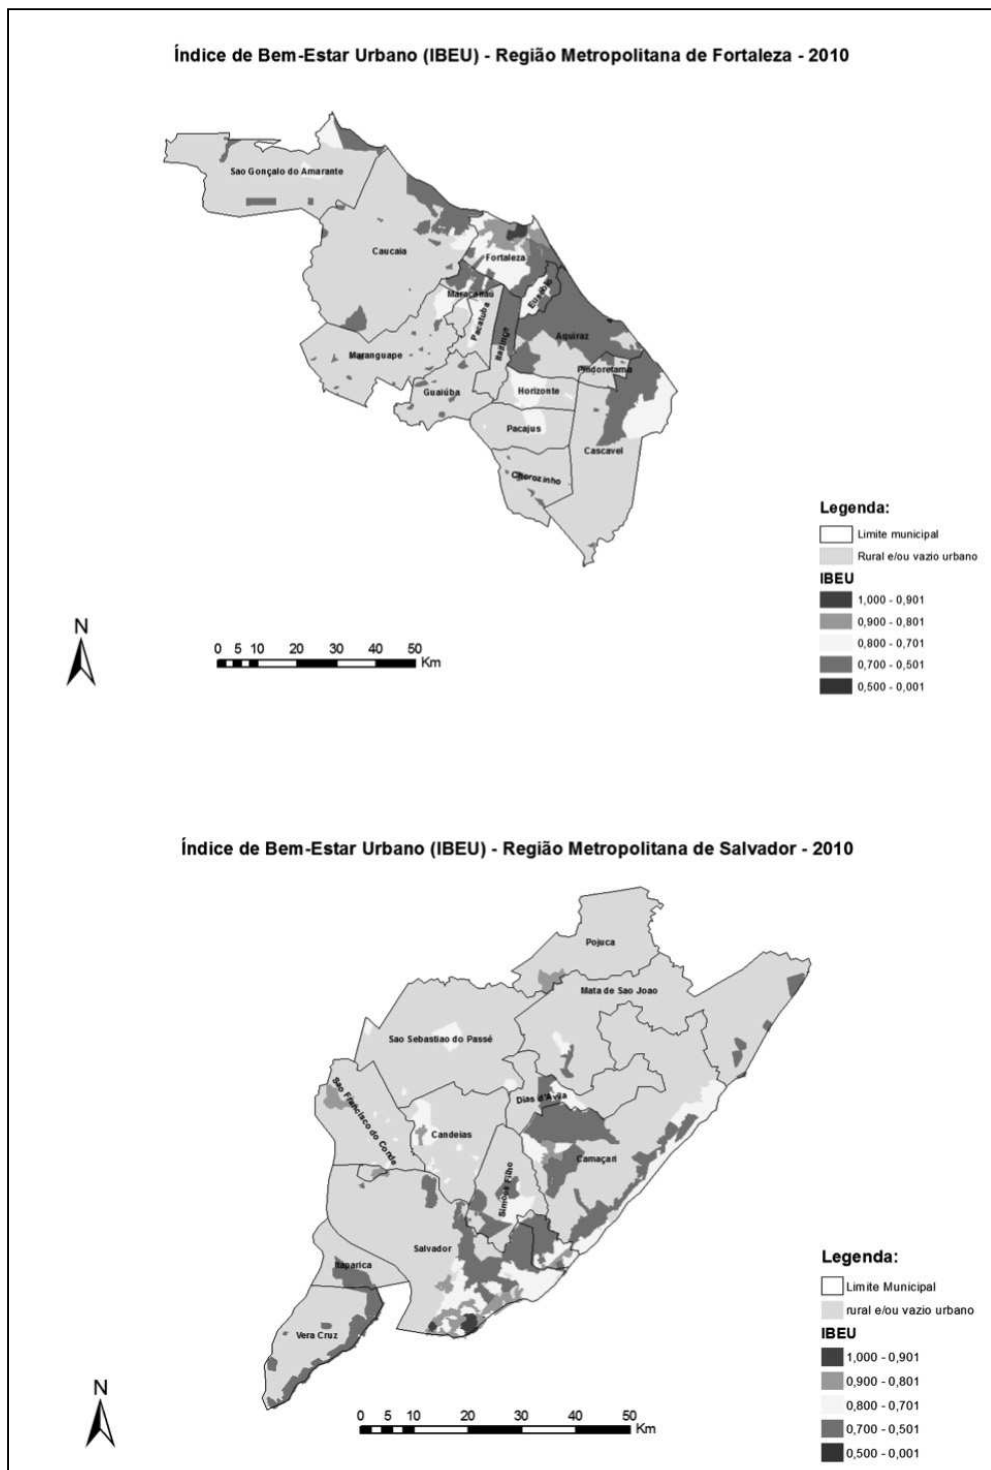 Índice de Bem-Estar Urbano (IBEU) - Região Metropolitana de Fortaleza - 2010
Sao Gonçalo do Amarante
Caucaia
Fortaleza
Maracanaú
Eusébio
Pacatuba
Itaitinga
Aquiraz
Maranguape
Pindoretama
Guaiúba
Horizonte
Pacajus
Cascavel
Chorozinho
Legenda:
Limite municipal
Rural e/ou vazio urbano
IBEU
1,000 - 0,901
0,900 - 0,801
0,800 - 0,701
0,700 - 0,501
0,500 - 0,001
N
0 5 10 20 30 40 50
Km
Índice de Bem-Estar Urbano (IBEU) - Região Metropolitana de Salvador - 2010
Pojuca
Mata de Sao Joao
Sao Sebastiao do Passé
Dias d'Avila
Sao Francisco do Conde
Candeias
Camaçari
Simoes Filho
Salvador
Itaparica
Vera Cruz
Legenda:
Limite Municipal
rural e/ou vazio urbano
IBEU
1,000 - 0,901
0,900 - 0,801
0,800 - 0,701
0,700 - 0,501
0,500 - 0,001
N
0 5 10 20 30 40 50
Km